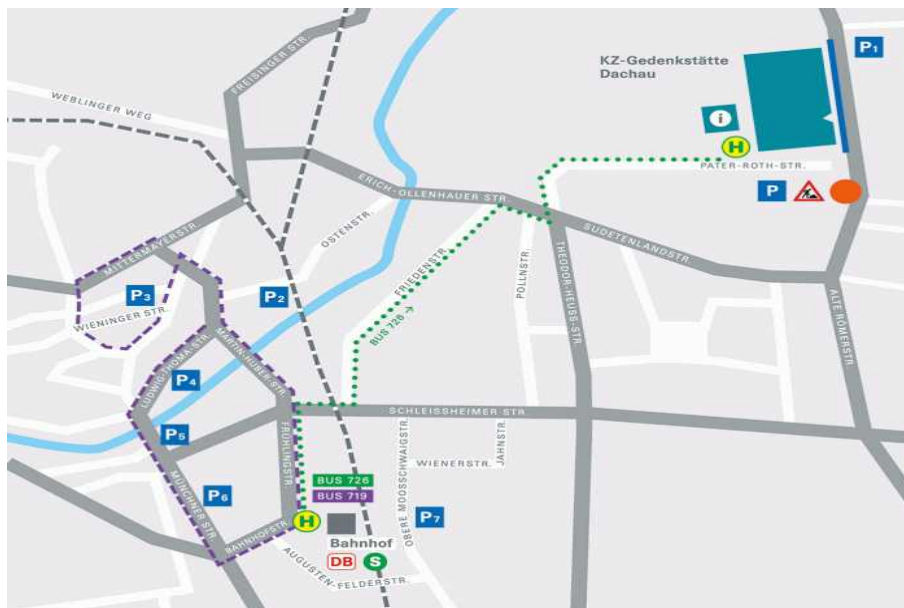 FREISINGER STR.
WEBLINGER WEG
KZ-Gedenkstätte
Dachau
P1
i
H
PATER-ROTH-STR.
P
ERICH-OLLENHAUER STR.
SUDETENLANDSTR.
OSTENSTR.
MITTERMAYERSTR.
FRIEDENSTR.
POLLNSTR.
THEODOR-HEUSS-STR.
ALTE RÖMERSTR.
P3
P2
WIENINGER STR.
BUS 726 →
MARTIN-HUBER-STR.
LUDWIG-THOMA-STR.
P4
SCHLEISSHEIMER STR.
P5
FRÜHLINGSTR.
OBERE MOOSSCHWAIGSTR.
JAHNSTR.
WIENERSTR.
MÜNCHNER STR.
P6
BUS 726
BUS 719
H
P7
BAHNHOFSTR.
Bahnhof
DB
S
AUGUSTEN-FELDERSTR.